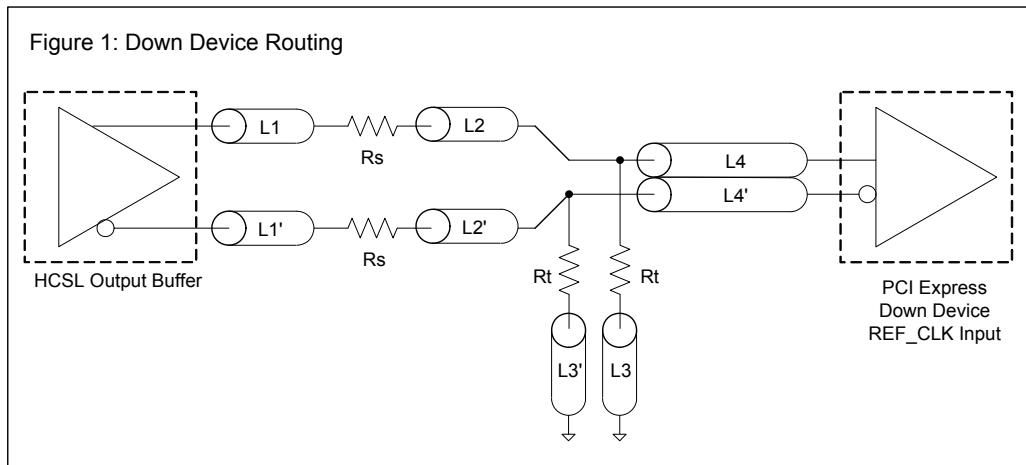 Figure 1: Down Device Routing
L1
Rs
L2
L4
L4'
L1'
Rs
L2'
HCSL Output Buffer
Rt
Rt
L3'
L3
PCI Express
Down Device
REF_CLK Input